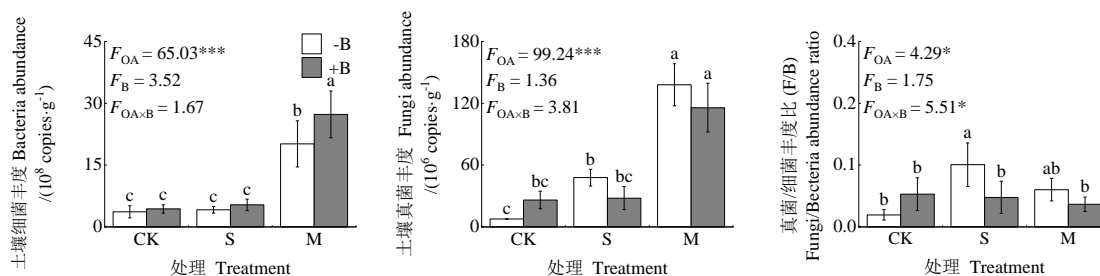 土壤细菌丰度 Bacteria abundance
/(10⁸ copies·g⁻¹)
45
30
15
0
F_OA = 65.03***
F_B = 3.52
F_OA×B = 1.67
-B
+B
c
c
c
c
b
a
CK
S
M
处理 Treatment
土壤真菌丰度 Fungi abundance
/(10⁶ copies·g⁻¹)
180
120
60
0
F_OA = 99.24***
F_B = 1.36
F_OA×B = 3.81
c
bc
b
bc
a
a
CK
S
M
处理 Treatment
真菌/细菌丰度比 (F/B)
Fungi/Becteria abundance ratio
0.4
0.2
0.1
0.0
F_OA = 4.29*
F_B = 1.75
F_OA×B = 5.51*
b
b
a
b
ab
b
CK
S
M
处理 Treatment